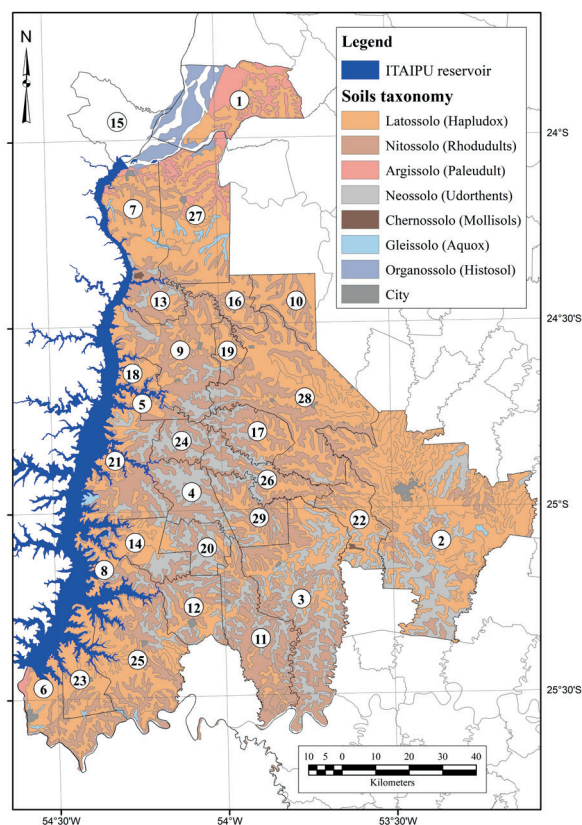 N
Legend
ITAIPU reservoir
Soils taxonomy
Latossolo (Hapludox)
Nitossolo (Rhodudults)
Argissolo (Paleudult)
Neossolo (Udorthents)
Chernossolo (Mollisols)
Gleissolo (Aquox)
Organossolo (Histosol)
City
1
15
24°S
7
27
13
16
10
24°30'S
9
19
18
5
28
24
17
21
26
4
25°S
29
22
2
14
20
8
3
12
11
25
23
6
25°30'S
10 5 0 10 20 30 40
Kilometers
54°30'W
54°W
53°30'W